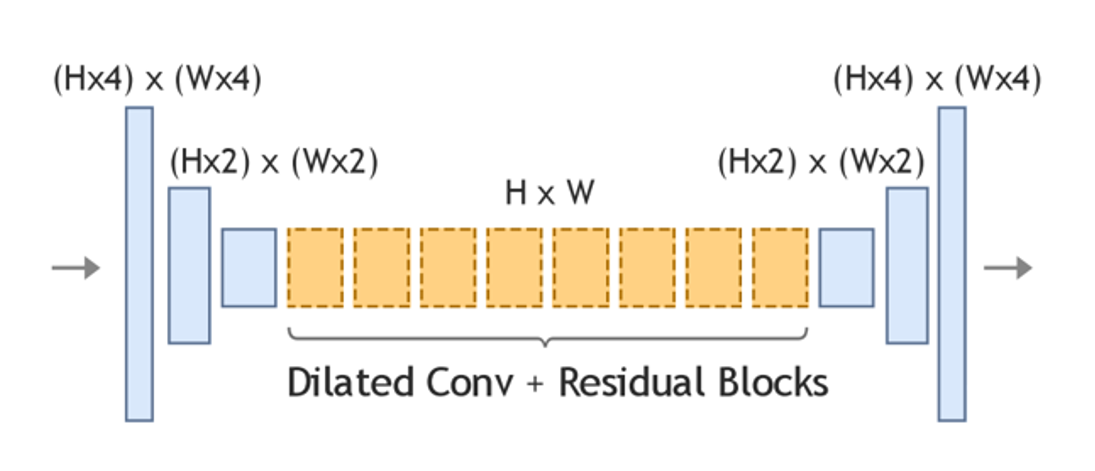 (Hx4) x (Wx4)
(Hx4) x (Wx4)
(Hx2) x (Wx2)
(Hx2) x (Wx2)
H x W
Dilated Conv + Residual Blocks